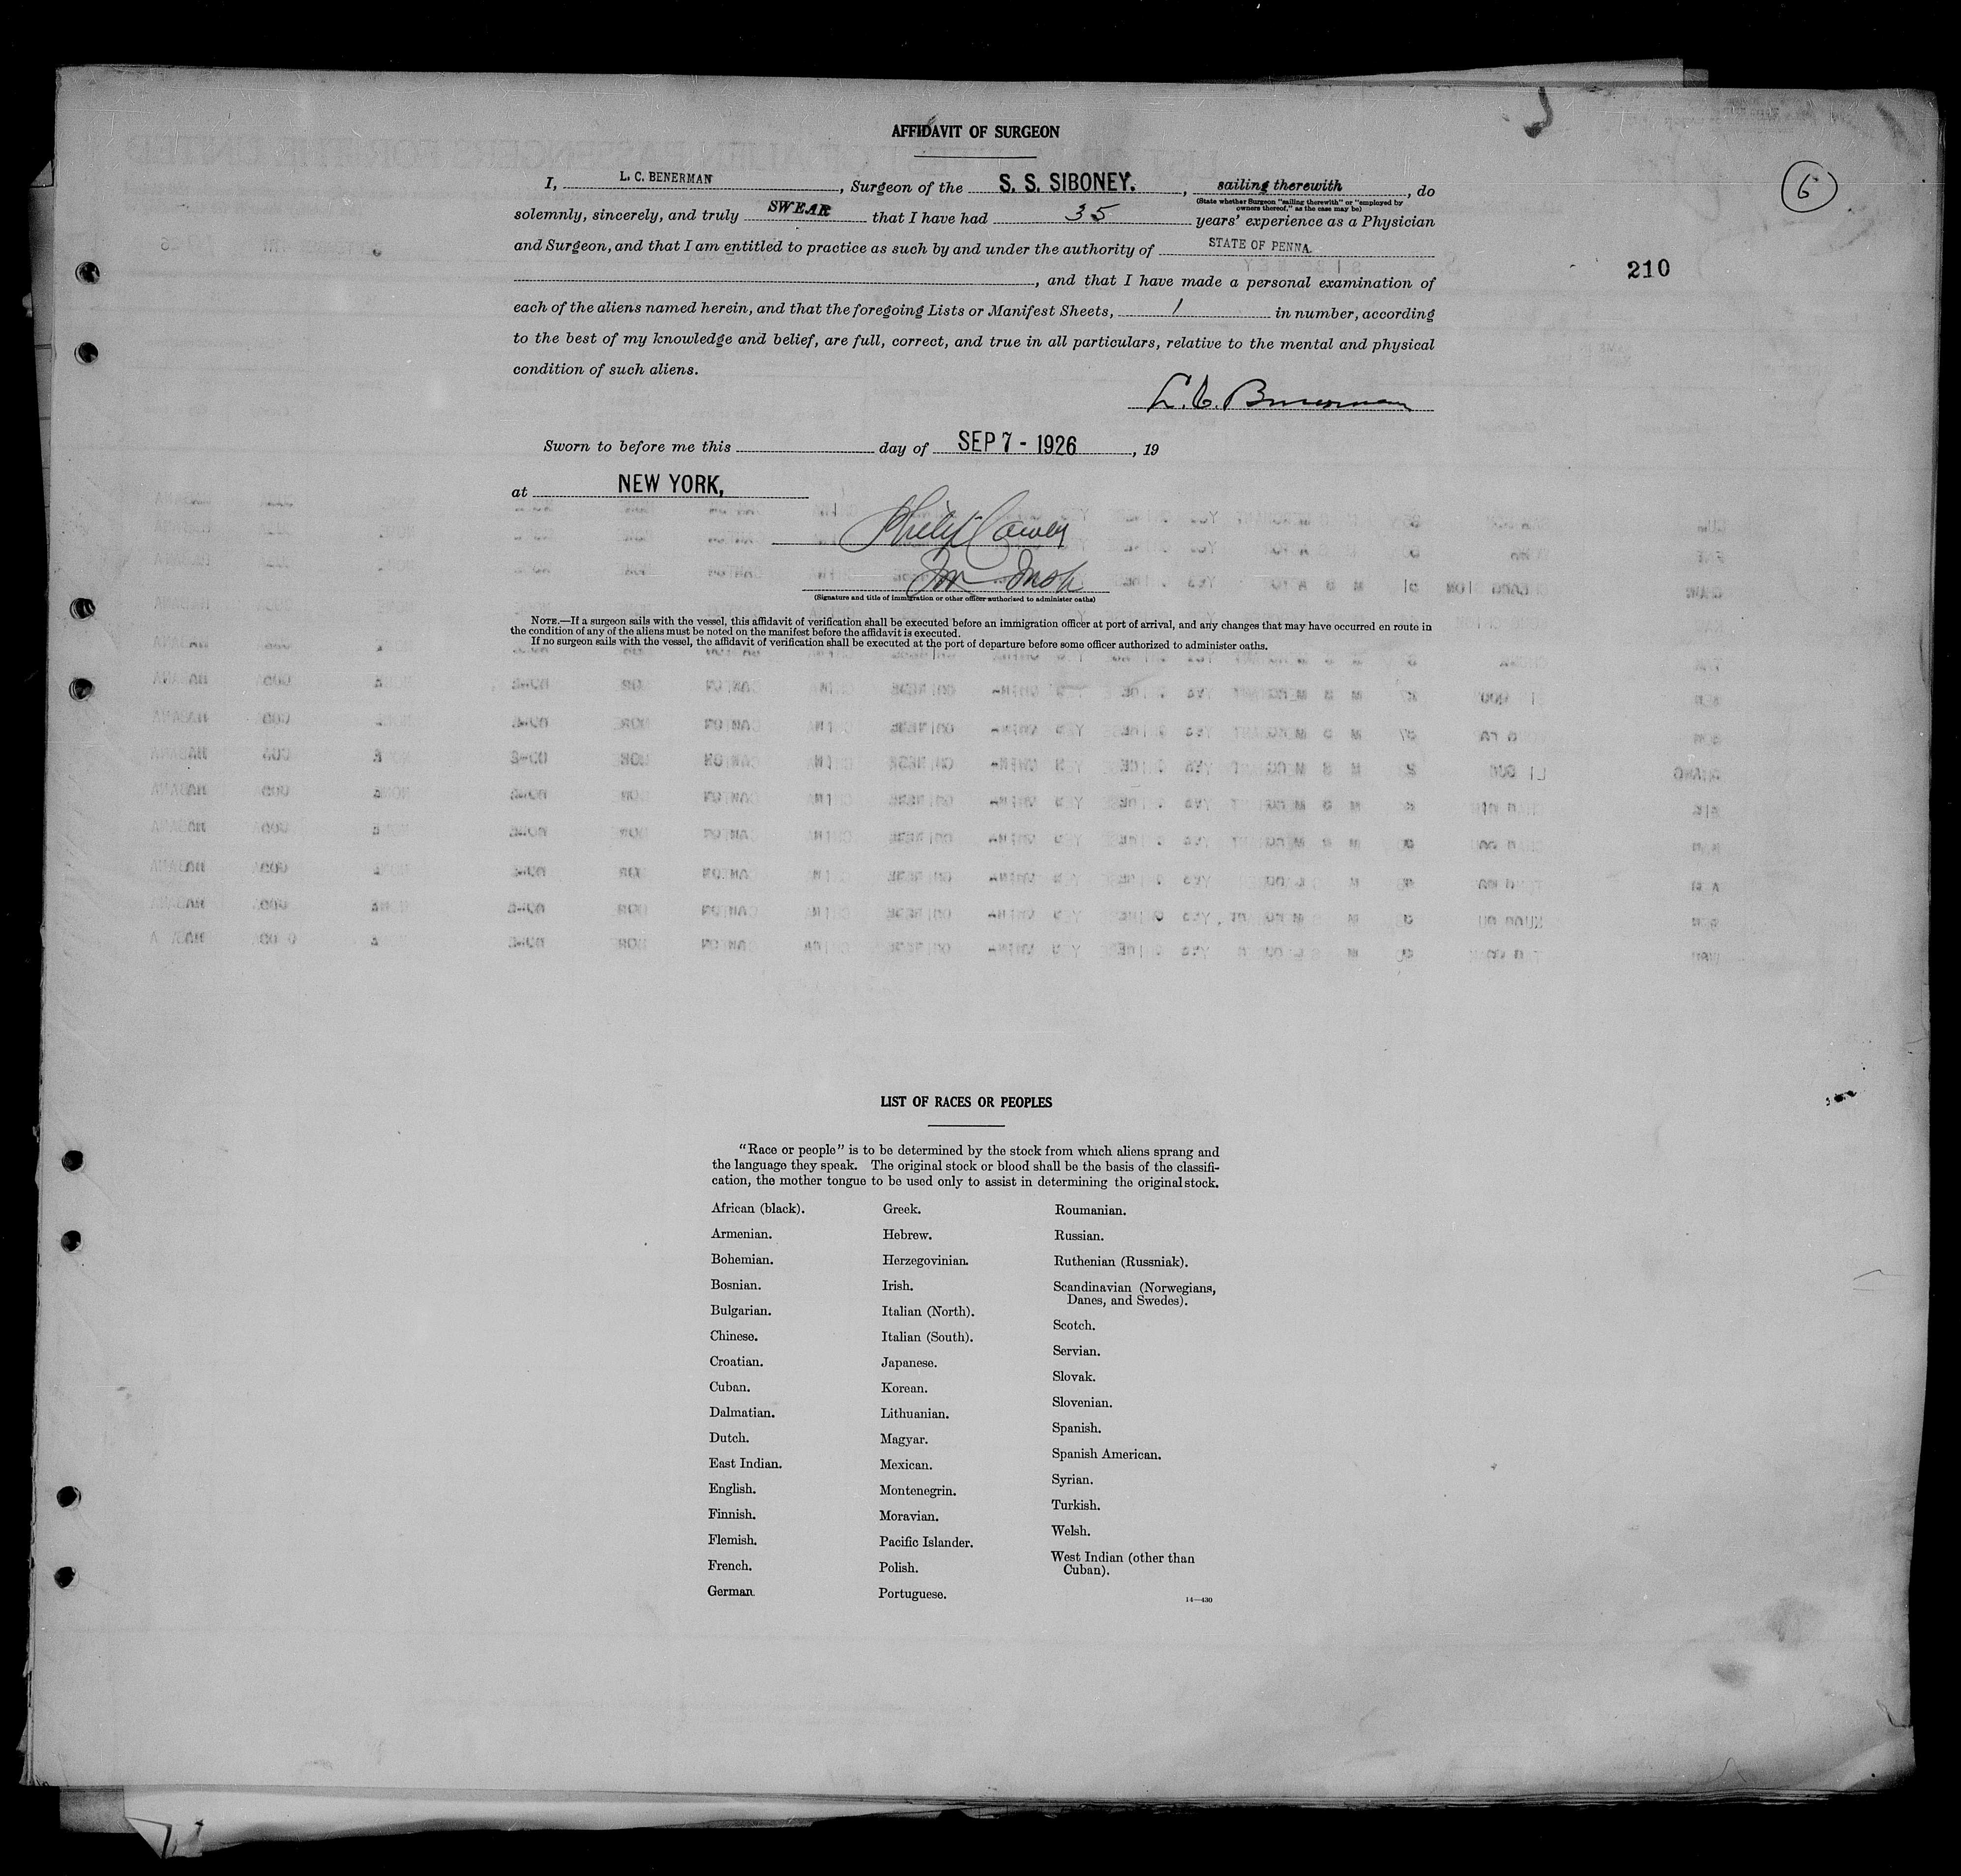 AFFIDAVIT OF SURGEON
6
I, L. C. BENERMAN, Surgeon of the S. S. SIBONEY., sailing therewith, do
(State whether Surgeon "sailing therewith" or "employed by
owners thereof," as the case may be)
solemnly, sincerely, and truly SWEAR that I have had 35 years' experience as a Physician
and Surgeon, and that I am entitled to practice as such by and under the authority of STATE OF PENNA.
210
, and that I have made a personal examination of
each of the aliens named herein, and that the foregoing Lists or Manifest Sheets, 1 in number, according
to the best of my knowledge and belief, are full, correct, and true in all particulars, relative to the mental and physical
condition of such aliens.
L. C. Benerman
Sworn to before me this day of SEP 7 - 1926, 19
at NEW YORK,
Philip Cowen
(Signature and title of immigration or other officer authorized to administer oaths)
NOTE.—If a surgeon sails with the vessel, this affidavit of verification shall be executed before an immigration officer at port of arrival, and any changes that may have occurred en route in
the condition of any of the aliens must be noted on the manifest before the affidavit is executed.
If no surgeon sails with the vessel, the affidavit of verification shall be executed at the port of departure before some officer authorized to administer oaths.
LIST OF RACES OR PEOPLES
"Race or people" is to be determined by the stock from which aliens sprang and
the language they speak. The original stock or blood shall be the basis of the classifi-
cation, the mother tongue to be used only to assist in determining the original stock.
African (black).
Armenian.
Bohemian.
Bosnian.
Bulgarian.
Chinese.
Croatian.
Cuban.
Dalmatian.
Dutch.
East Indian.
English.
Finnish.
Flemish.
French.
German.
Greek.
Hebrew.
Herzegovinian.
Irish.
Italian (North).
Italian (South).
Japanese.
Korean.
Lithuanian.
Magyar.
Mexican.
Montenegrin.
Moravian.
Pacific Islander.
Polish.
Portuguese.
Roumanian.
Russian.
Ruthenian (Russniak).
Scandinavian (Norwegians,
Danes, and Swedes).
Scotch.
Servian.
Slovak.
Slovenian.
Spanish.
Spanish American.
Syrian.
Turkish.
Welsh.
West Indian (other than
Cuban).
14—430